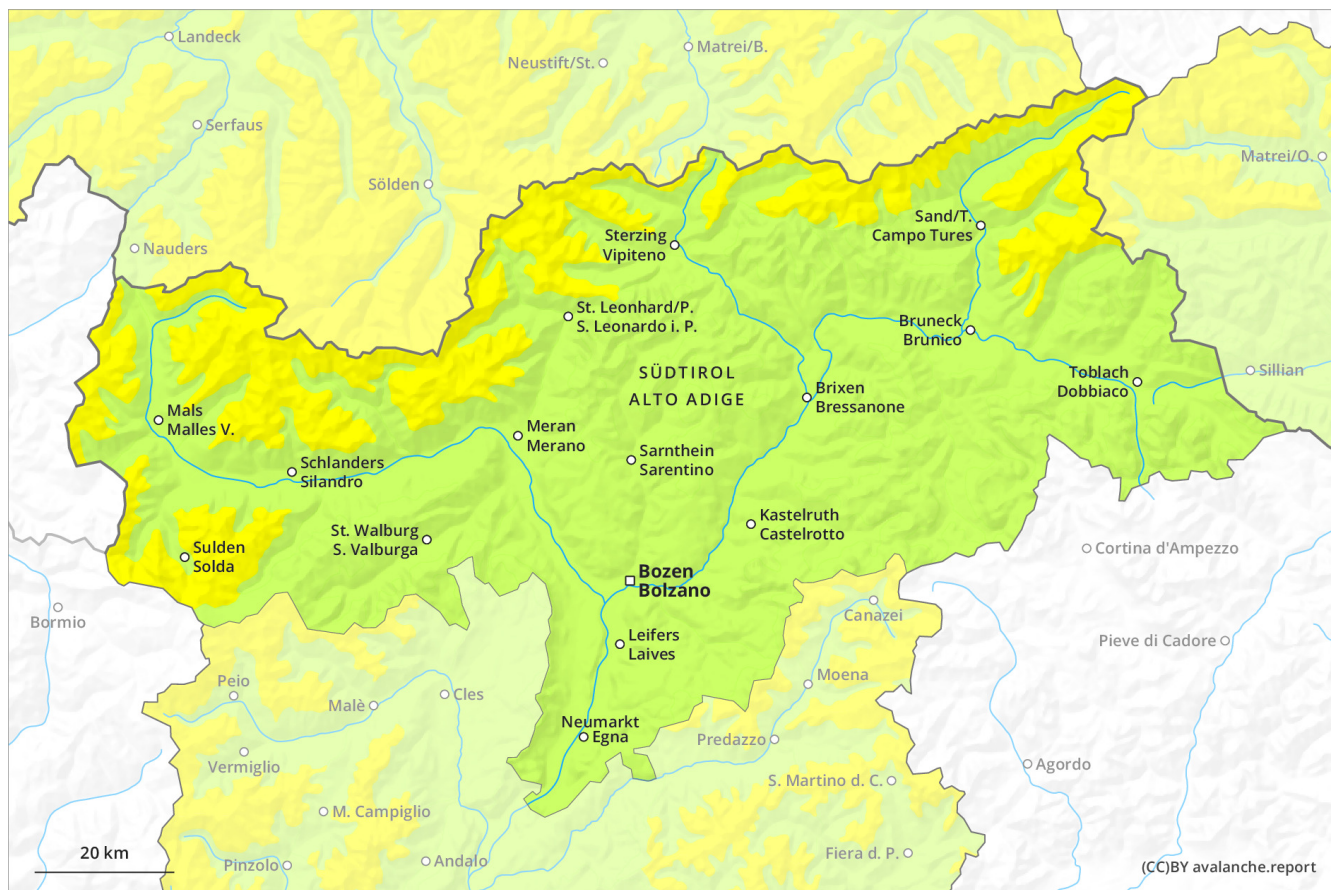 Landeck
Matrei/B.
Neustift/St.
Serfaus
Matrei/O.
Sölden
Sand/T.
Campo Tures
Nauders
Sterzing
Vipiteno
St. Leonhard/P.
S. Leonardo i. P.
Bruneck
Brunico
SÜDTIROL
ALTO ADIGE
Toblach
Dobbiaco
Sillian
Brixen
Bressanone
Mals
Malles V.
Meran
Merano
Sarnthein
Sarentino
Schlanders
Silandro
Kastelruth
Castelrotto
St. Walburg
S. Valburga
Sulden
Solda
Cortina d'Ampezzo
Bozen
Bolzano
Bormio
Canazei
Leifers
Laives
Pieve di Cadore
Peio
Moena
Malè
Cles
Neumarkt
Egna
Predazzo
Vermiglio
Agordo
S. Martino d. C.
M. Campiglio
20 km
Pinzolo
Andalo
Fiera d. P.
(CC)BY avalanche.report